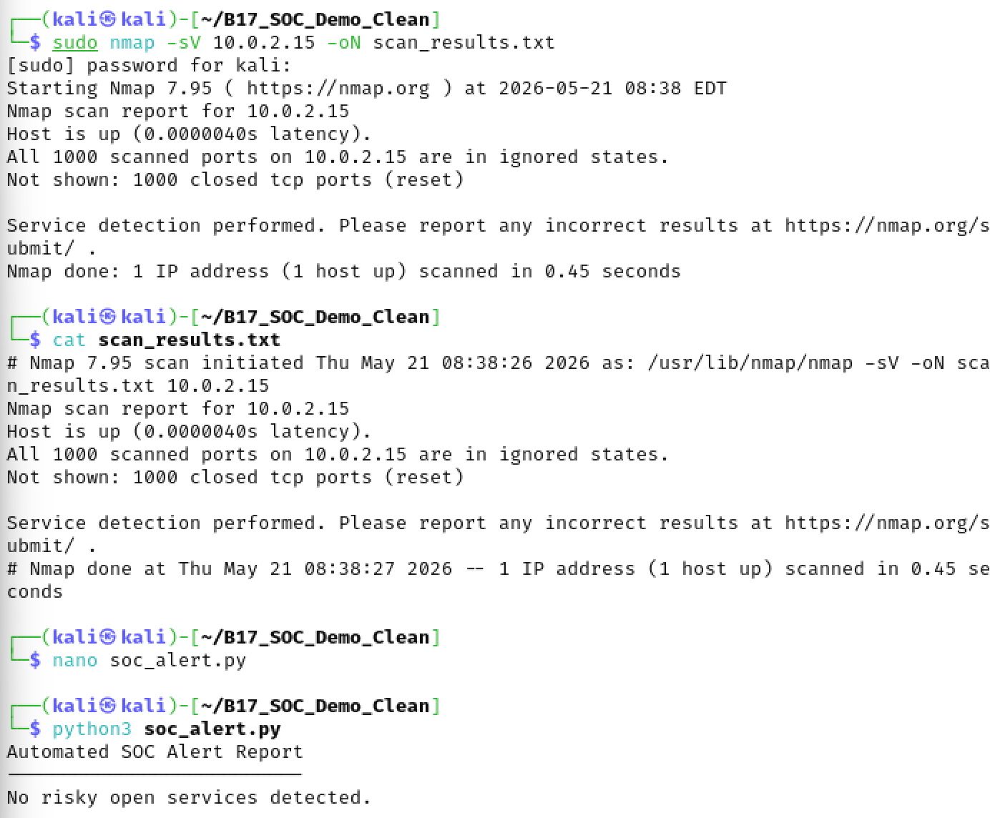 ┌──(kali㉿kali)-[~/B17_SOC_Demo_Clean]
└─$ sudo nmap -sV 10.0.2.15 -oN scan_results.txt
[sudo] password for kali:
Starting Nmap 7.95 ( https://nmap.org ) at 2026-05-21 08:38 EDT
Nmap scan report for 10.0.2.15
Host is up (0.0000040s latency).
All 1000 scanned ports on 10.0.2.15 are in ignored states.
Not shown: 1000 closed tcp ports (reset)

Service detection performed. Please report any incorrect results at https://nmap.org/s
ubmit/ .
Nmap done: 1 IP address (1 host up) scanned in 0.45 seconds

┌──(kali㉿kali)-[~/B17_SOC_Demo_Clean]
└─$ cat scan_results.txt
# Nmap 7.95 scan initiated Thu May 21 08:38:26 2026 as: /usr/lib/nmap/nmap -sV -oN sca
n_results.txt 10.0.2.15
Nmap scan report for 10.0.2.15
Host is up (0.0000040s latency).
All 1000 scanned ports on 10.0.2.15 are in ignored states.
Not shown: 1000 closed tcp ports (reset)

Service detection performed. Please report any incorrect results at https://nmap.org/s
ubmit/ .
# Nmap done at Thu May 21 08:38:27 2026 -- 1 IP address (1 host up) scanned in 0.45 se
conds

┌──(kali㉿kali)-[~/B17_SOC_Demo_Clean]
└─$ nano soc_alert.py

┌──(kali㉿kali)-[~/B17_SOC_Demo_Clean]
└─$ python3 soc_alert.py
Automated SOC Alert Report
--------------------------
No risky open services detected.